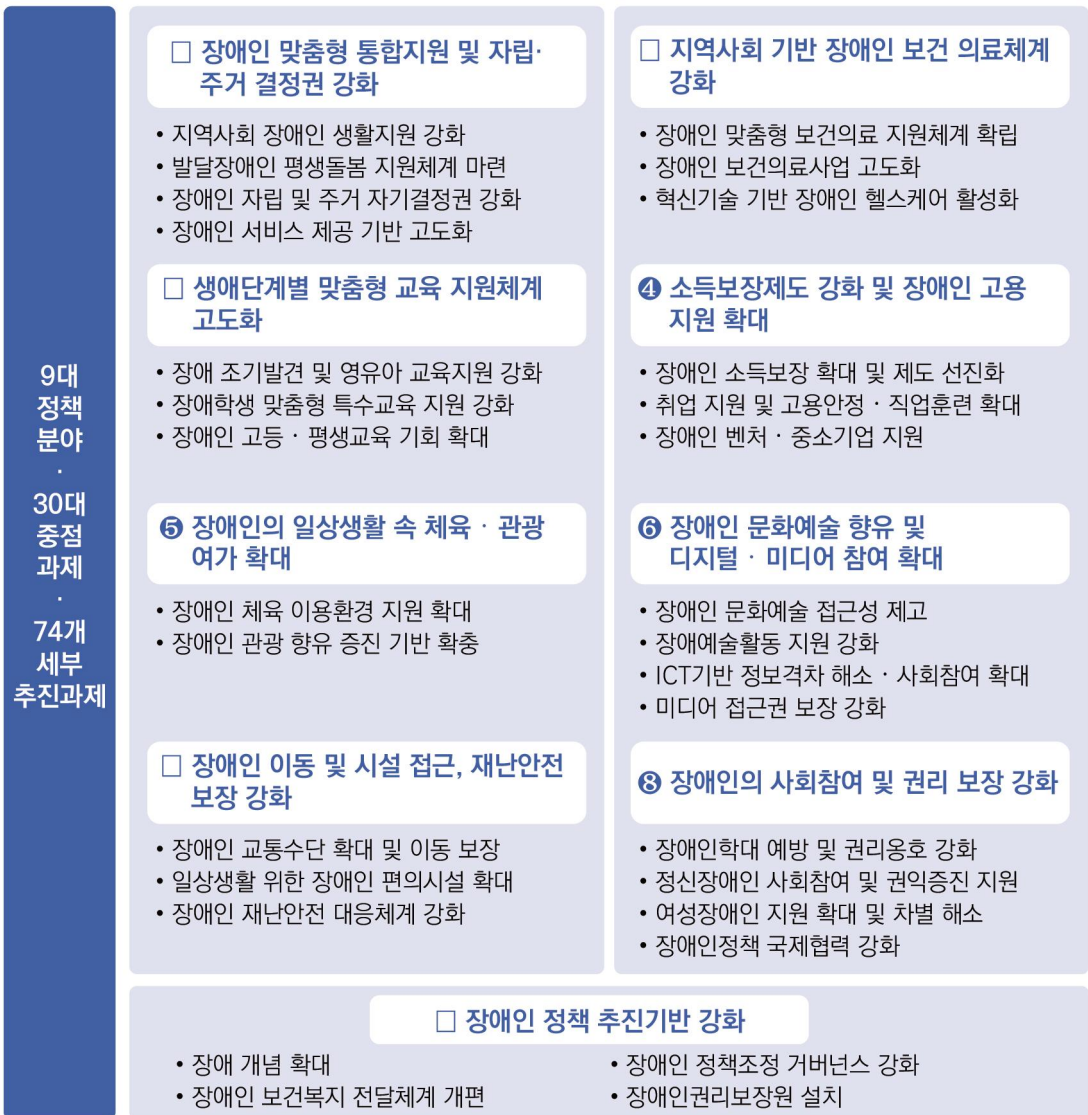 9대
정책
분야
·
30대
중점
과제
·
74개
세부
추진과제
□ 장애인 맞춤형 통합지원 및 자립·
주거 결정권 강화
• 지역사회 장애인 생활지원 강화
• 발달장애인 평생돌봄 지원체계 마련
• 장애인 자립 및 주거 자기결정권 강화
• 장애인 서비스 제공 기반 고도화
□ 지역사회 기반 장애인 보건 의료체계
강화
• 장애인 맞춤형 보건의료 지원체계 확립
• 장애인 보건의료사업 고도화
• 혁신기술 기반 장애인 헬스케어 활성화
□ 생애단계별 맞춤형 교육 지원체계
고도화
• 장애 조기발견 및 영유아 교육지원 강화
• 장애학생 맞춤형 특수교육 지원 강화
• 장애인 고등 · 평생교육 기회 확대
❹ 소득보장제도 강화 및 장애인 고용
지원 확대
• 장애인 소득보장 확대 및 제도 선진화
• 취업 지원 및 고용안정 · 직업훈련 확대
• 장애인 벤처 · 중소기업 지원
❺ 장애인의 일상생활 속 체육 · 관광
여가 확대
• 장애인 체육 이용환경 지원 확대
• 장애인 관광 향유 증진 기반 확충
❻ 장애인 문화예술 향유 및
디지털 · 미디어 참여 확대
• 장애인 문화예술 접근성 제고
• 장애예술활동 지원 강화
• ICT기반 정보격차 해소 · 사회참여 확대
• 미디어 접근권 보장 강화
□ 장애인 이동 및 시설 접근, 재난안전
보장 강화
• 장애인 교통수단 확대 및 이동 보장
• 일상생활 위한 장애인 편의시설 확대
• 장애인 재난안전 대응체계 강화
❽ 장애인의 사회참여 및 권리 보장 강화
• 장애인학대 예방 및 권리옹호 강화
• 정신장애인 사회참여 및 권익증진 지원
• 여성장애인 지원 확대 및 차별 해소
• 장애인정책 국제협력 강화
□ 장애인 정책 추진기반 강화
• 장애 개념 확대
• 장애인 보건복지 전달체계 개편
• 장애인 정책조정 거버넌스 강화
• 장애인권리보장원 설치